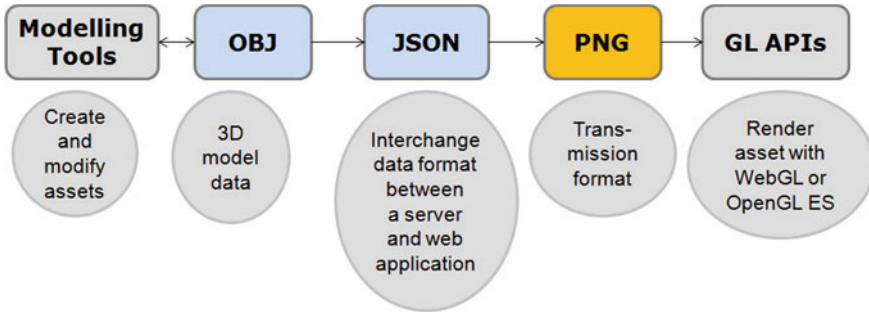 Modelling
Tools
OBJ
JSON
PNG
GL APIs
Create
and
modify
assets
3D
model
data
Interchange
data format
between
a server
and web
application
Trans-
mission
format
Render
asset with
WebGL or
OpenGL ES